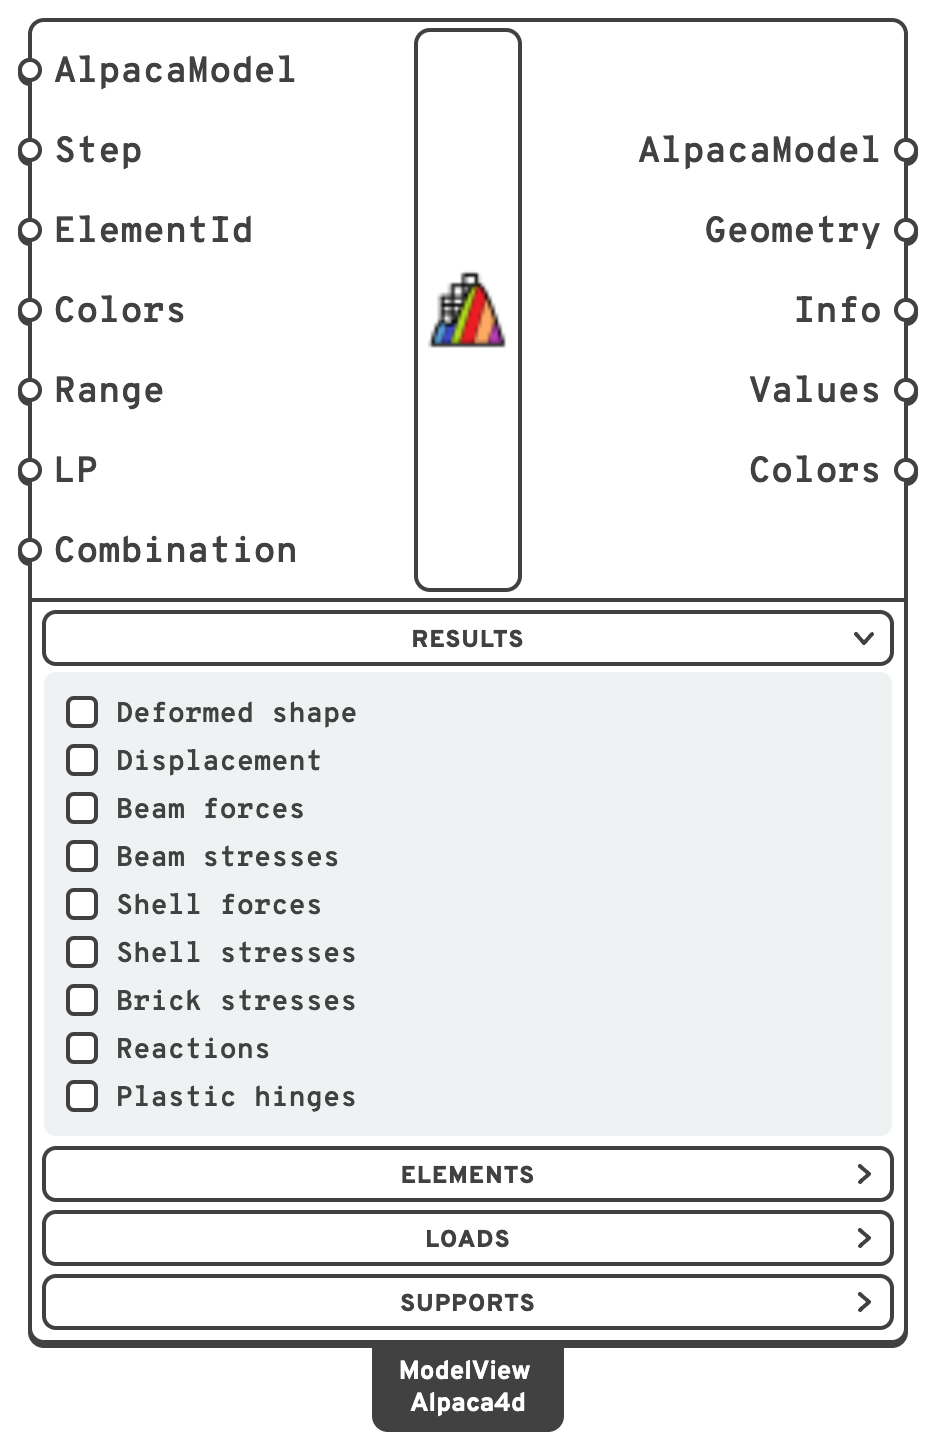 AlpacaModel
Step
ElementId
Colors
Range
LP
Combination
AlpacaModel
Geometry
Info
Values
Colors
RESULTS
Deformed shape
Displacement
Beam forces
Beam stresses
Shell forces
Shell stresses
Brick stresses
Reactions
Plastic hinges
ELEMENTS
LOADS
SUPPORTS
ModelView
Alpaca4d